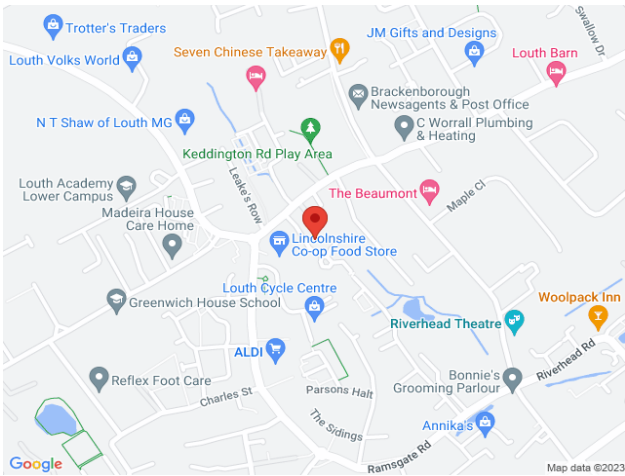 Trotter's Traders
JM Gifts and Designs
Swallow Dr
Seven Chinese Takeaway
Louth Volks World
Louth Barn
Brackenborough
Newsagents & Post Office
N T Shaw of Louth MG
C Worrall Plumbing
& Heating
Keddington Rd Play Area
Leake's Row
Louth Academy
Lower Campus
The Beaumont
Maple Cl
Madeira House
Care Home
Lincolnshire
Co-op Food Store
Louth Cycle Centre
Greenwich House School
Woolpack Inn
Riverhead Theatre
ALDI
Riverhead Rd
Reflex Foot Care
Bonnie's
Grooming Parlour
Charles St
Parsons Halt
The Sidings
Annika's
Ramsgate Rd
Google
Map data ©2023